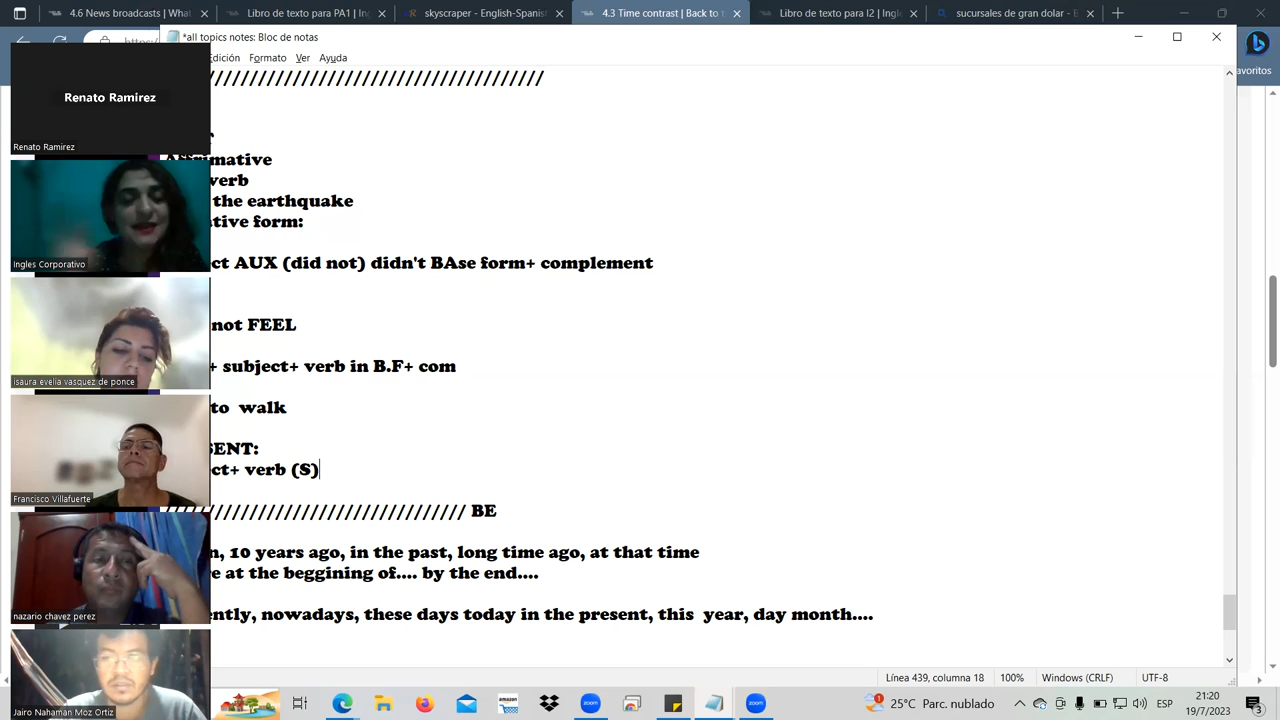 4.6 News broadcasts | Back t
Libro de texto para PA1 | Ing
skyscraper - English-Spanish
4.3 Time contrast | Back to
Libro de texto para I2 | Ingle
sucursales de gran dolar - B
*all topics notes: Bloc de notas
Edición Formato Ver Ayuda
avoritos
////////////////////////////////////////
Affrimative
verb
the earthquake
ative form:
ct AUX (did not) didn't BAse form+ complement
not FEEL
+ subject+ verb in B.F+ com
to walk
SENT:
ct+ verb (S)
//////////////////////////////////// BE
n, 10 years ago, in the past, long time ago, at that time
e at the beggining of.... by the end....
ently, nowadays, these days today in the present, this year, day month....
Renato Ramirez
Renato Ramirez
Ingles Corporativo
isaura evelia vasquez de ponce
Francisco Villafuerte
nazario chavez perez
Jairo Nahaman Moz Ortiz
Línea 439, columna 18 100% Windows (CRLF) UTF-8
amazon
25°C Parc. nublado
ESP
21:20
19/7/2023